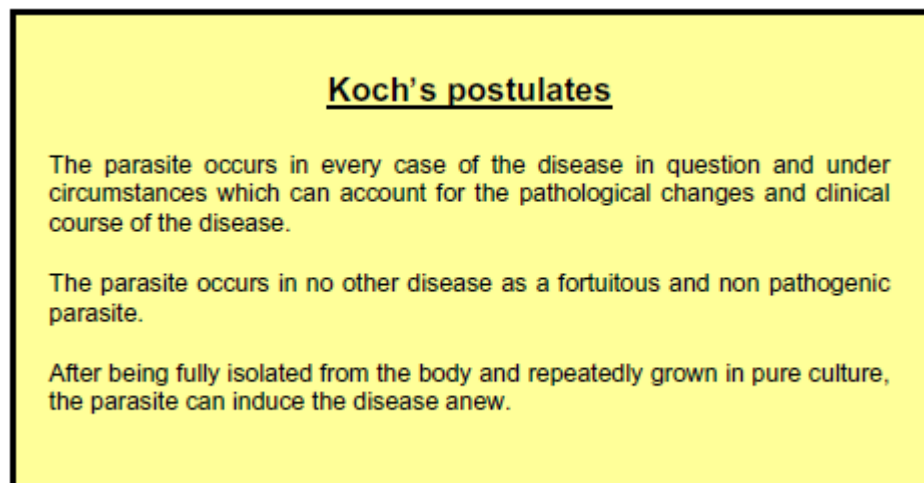 Koch's postulates
The parasite occurs in every case of the disease in question and under
circumstances which can account for the pathological changes and clinical
course of the disease.
The parasite occurs in no other disease as a fortuitous and non pathogenic
parasite.
After being fully isolated from the body and repeatedly grown in pure culture,
the parasite can induce the disease anew.